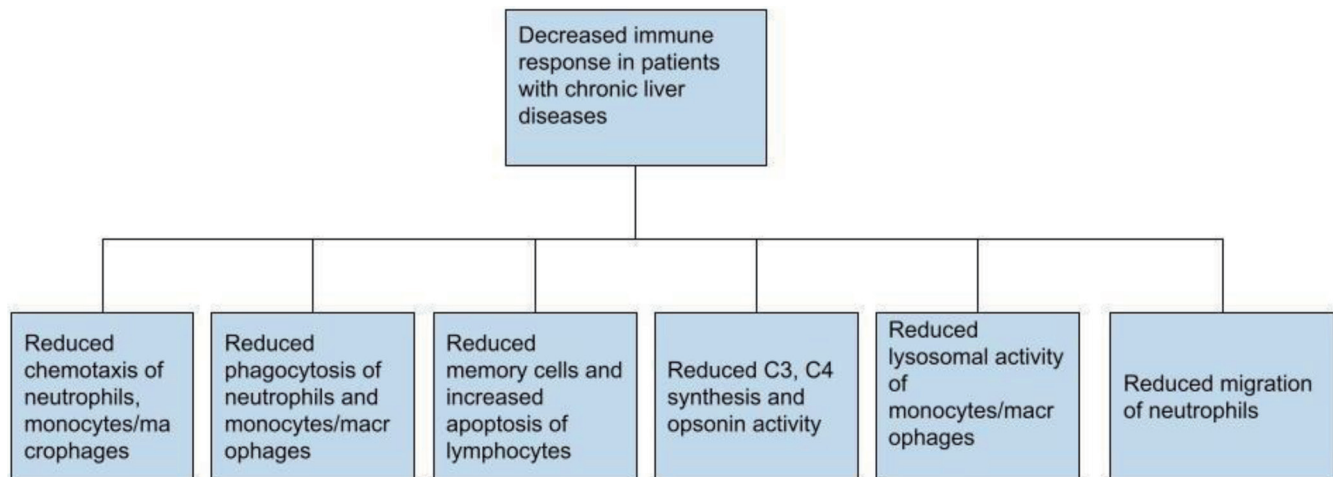 Decreased immune
response in patients
with chronic liver
diseases
Reduced
chemotaxis of
neutrophils,
monocytes/ma
crophages
Reduced
phagocytosis of
neutrophils and
monocytes/macr
ophages
Reduced
memory cells and
increased
apoptosis of
lymphocytes
Reduced C3, C4
synthesis and
opsonin activity
Reduced
lysosomal activity
of
monocytes/macr
ophages
Reduced migration
of neutrophils